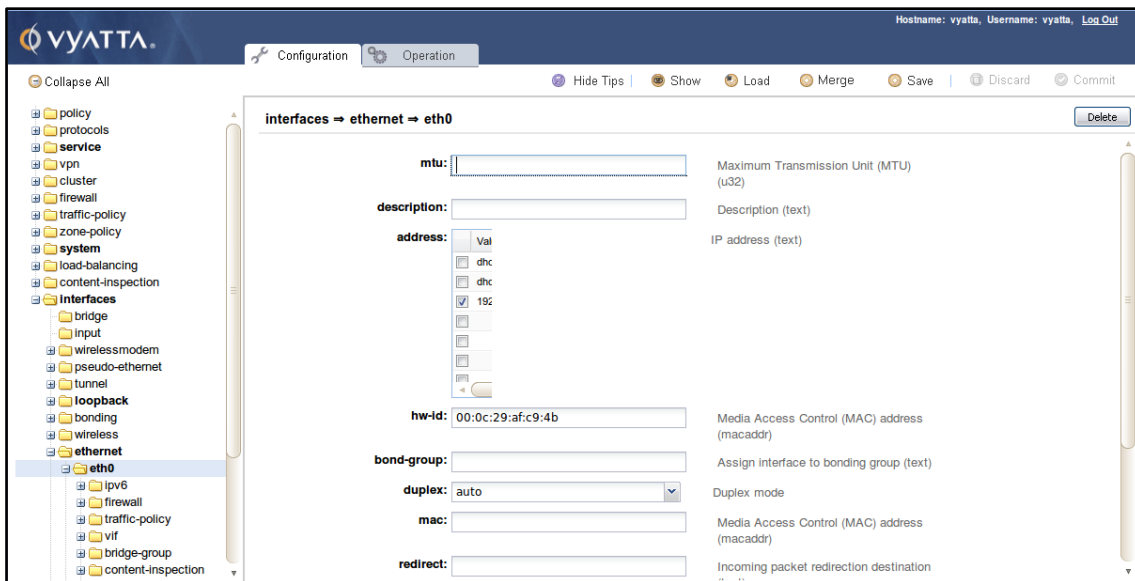 Hostname: vyatta, Username: vyatta, Log Out
VYATTA.
Configuration
Operation
Collapse All
Hide Tips
Show
Load
Merge
Save
Discard
Commit
policy
protocols
service
vpn
cluster
firewall
traffic-policy
zone-policy
system
load-balancing
content-inspection
interfaces
bridge
input
wirelessmodem
pseudo-ethernet
tunnel
loopback
bonding
wireless
ethernet
eth0
ipv6
firewall
traffic-policy
vif
bridge-group
content-inspection
interfaces ⇒ ethernet ⇒ eth0
Delete
mtu:
Maximum Transmission Unit (MTU)
(u32)
description:
Description (text)
address:
IP address (text)
192
hw-id: 00:0c:29:af:c9:4b
Media Access Control (MAC) address
(macaddr)
bond-group:
Assign interface to bonding group (text)
duplex: auto
Duplex mode
mac:
Media Access Control (MAC) address
(macaddr)
redirect:
Incoming packet redirection destination